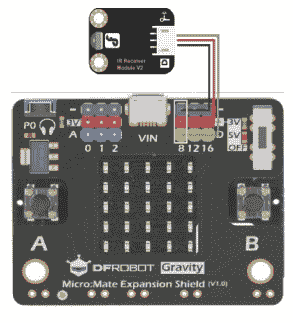 D
IR Receiver
Module V2
P0
-
3V
A
0 1 2
VIN
8 12 16
3V
5V
OFF
A
B
DFROBOT Gravity
Micro:Mate Expansion Shield (V1.0)